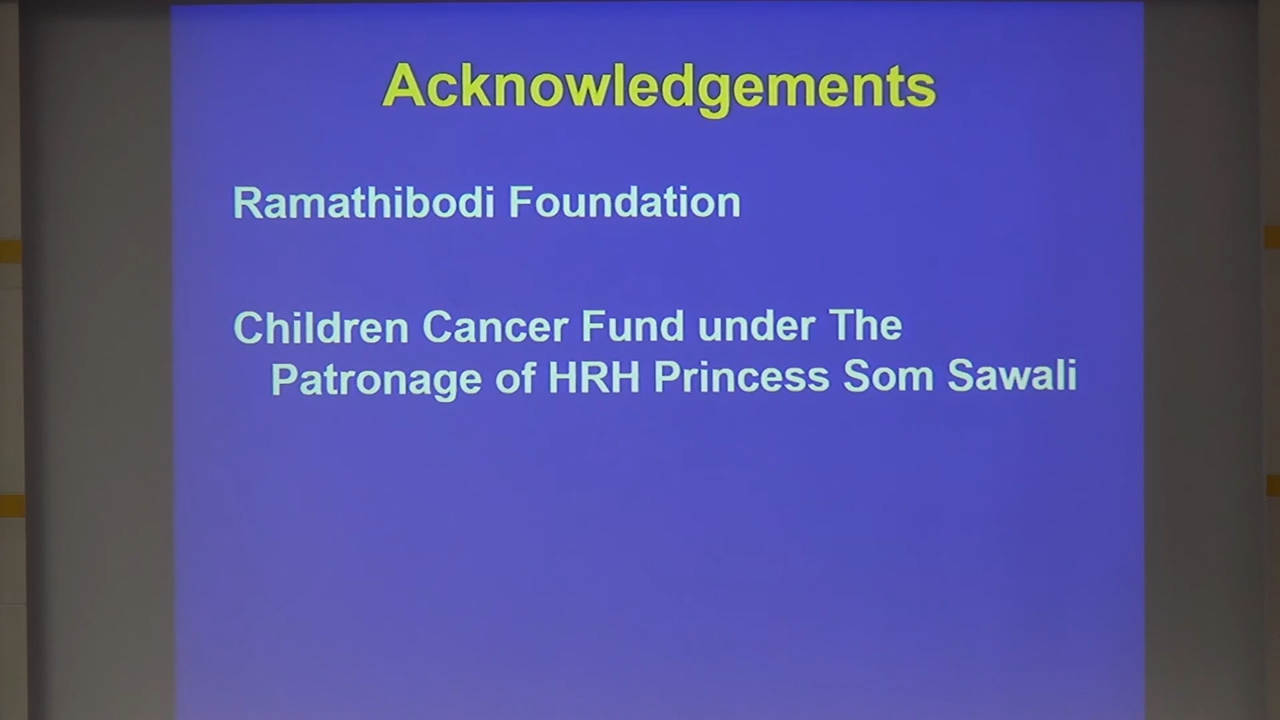 Acknowledgements
Ramathibodi Foundation
Children Cancer Fund under The
Patronage of HRH Princess Som Sawali